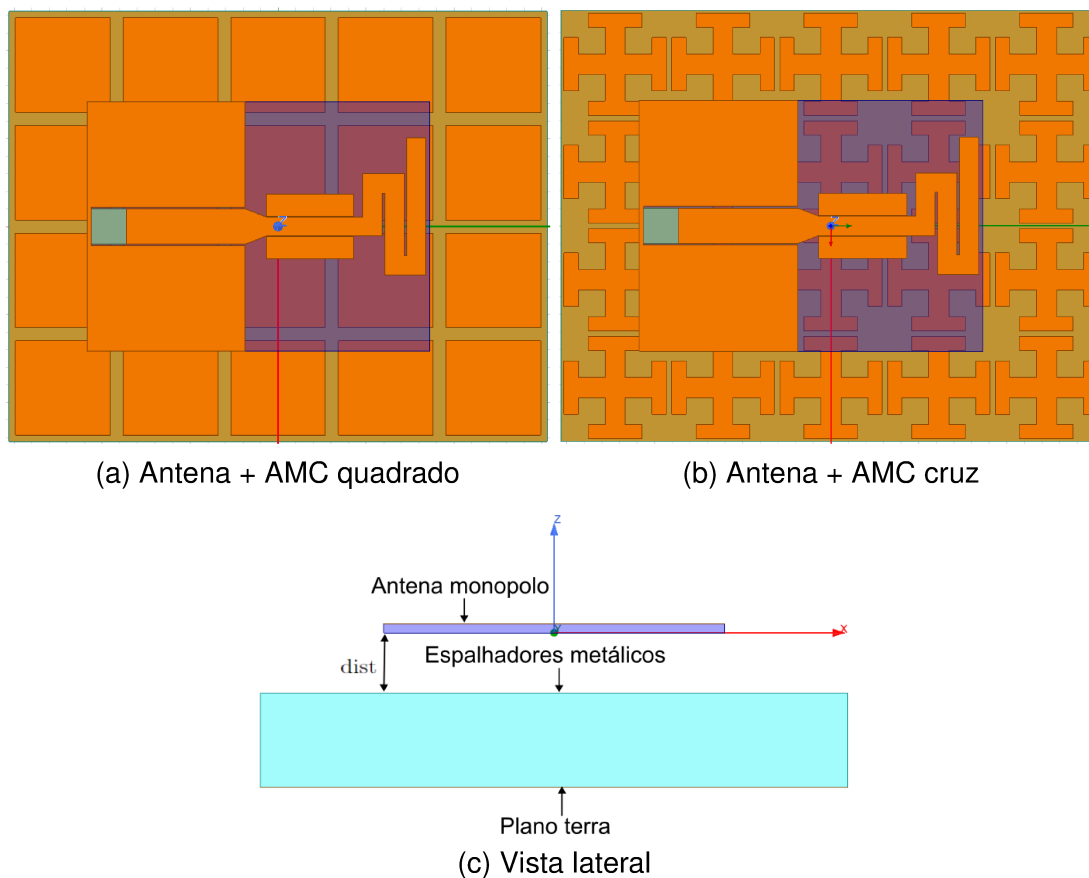 (a) Antena + AMC quadrado
(b) Antena + AMC cruz
z
Antena monopolo
Y
x
dist
Espalhadores metálicos
Plano terra
(c) Vista lateral